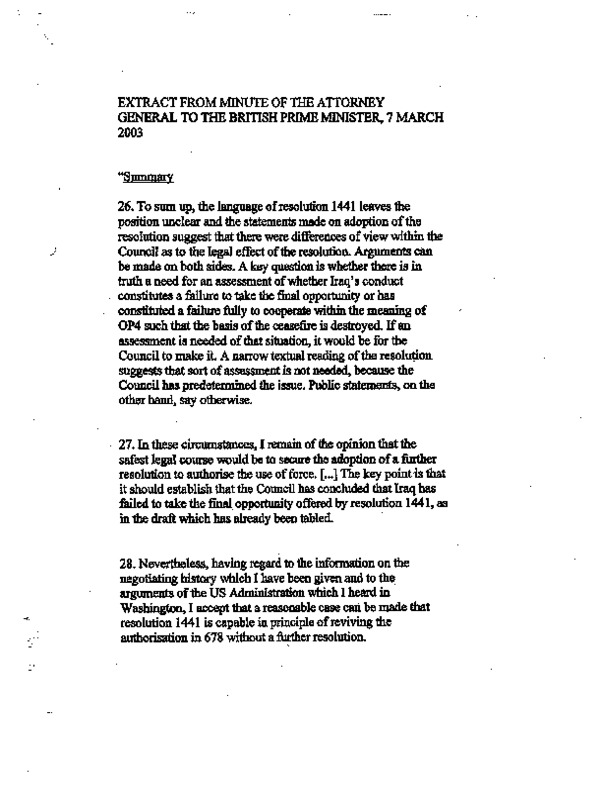 EXTRACT FROM MINUTE OF THE ATTORNEY
GENERAL TO THE BRITISH PRIME MINISTER, 7 MARCH
2003
"Summary
26. To sum up, the language of resolution 1441 leaves the
position unclear and the statements made on adoption of the
resolution suggest that there were differences of view within the
Council as to the legal effect of the resolution. Arguments can
be made on both sides. A key question is whether there is in
truth a need for an assessment of whether Iraq's conduct
constitutes a failure to take the final opportunity or has
constituted a failure fully to cooperate within the meaning of
OP4 such that the basis of the ceasefire is destroyed. If an
assessment is needed of that situation, it would be for the
Council to make it. A narrow textual reading of the resolution
suggests that sort of assessment is not needed, because the
Council has predetermined the issue. Public statements, on the
other hand, say otherwise.
27. In these circumstances, I remain of the opinion that the
safest legal course would be to secure the adoption of a further
resolution to authorise the use of force. [...] The key point is that
it should establish that the Council has concluded that Iraq has
failed to take the final opportunity offered by resolution 1441, as
in the draft which has already been tabled.
28. Nevertheless, having regard to the information on the
negotiating history which I have been given and to the
arguments of the US Administration which I heard in
Washington, I accept that a reasonable case can be made that
resolution 1441 is capable in principle of reviving the
authorisation in 678 without a further resolution.